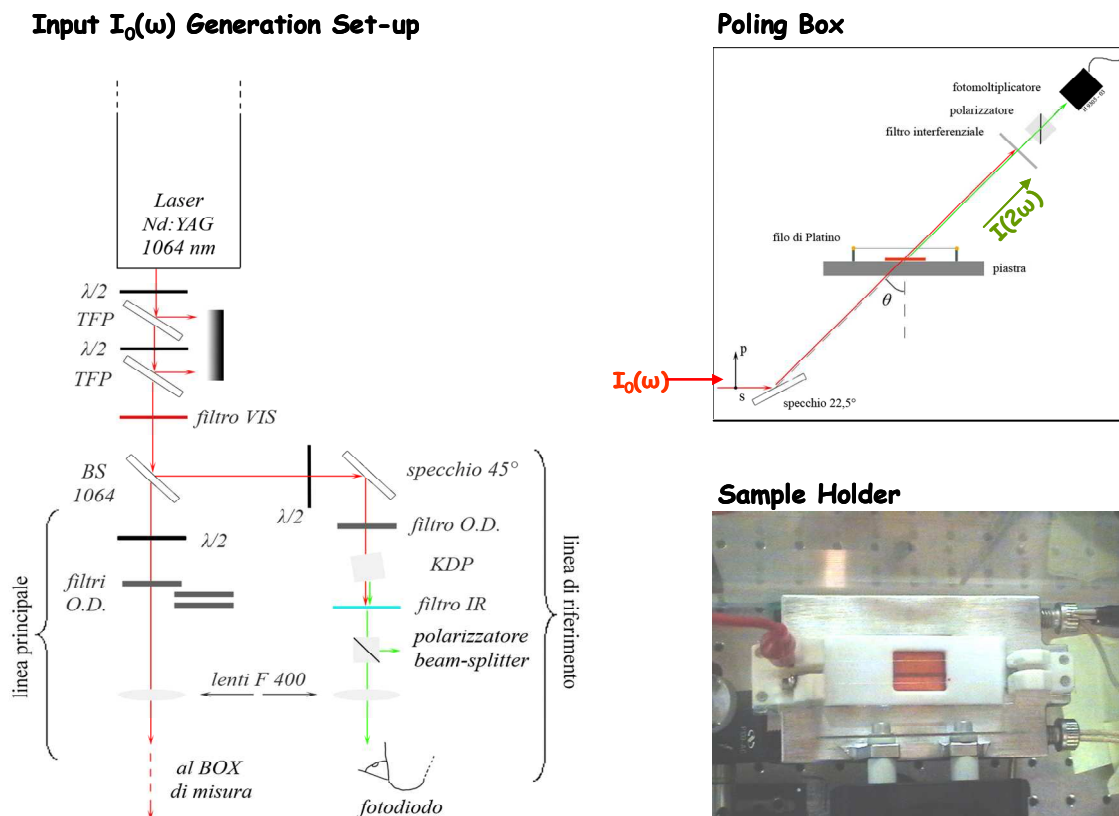 Input I₀(ω) Generation Set-up
Laser
Nd:YAG
1064 nm
λ/2
TFP
λ/2
TFP
filtro VIS
BS
1064
λ/2
specchio 45°
λ/2
filtro O.D.
KDP
filtri
O.D.
filtro IR
polarizzatore
beam-splitter
lenti F 400
linea principale
linea di riferimento
al BOX
di misura
fotodiodo
Poling Box
fotomoltiplicatore
polarizzatore
filtro interferenziale
I(2ω)
filo di Platino
piastra
θ
p
I₀(ω)
s
specchio 22,5°
Sample Holder